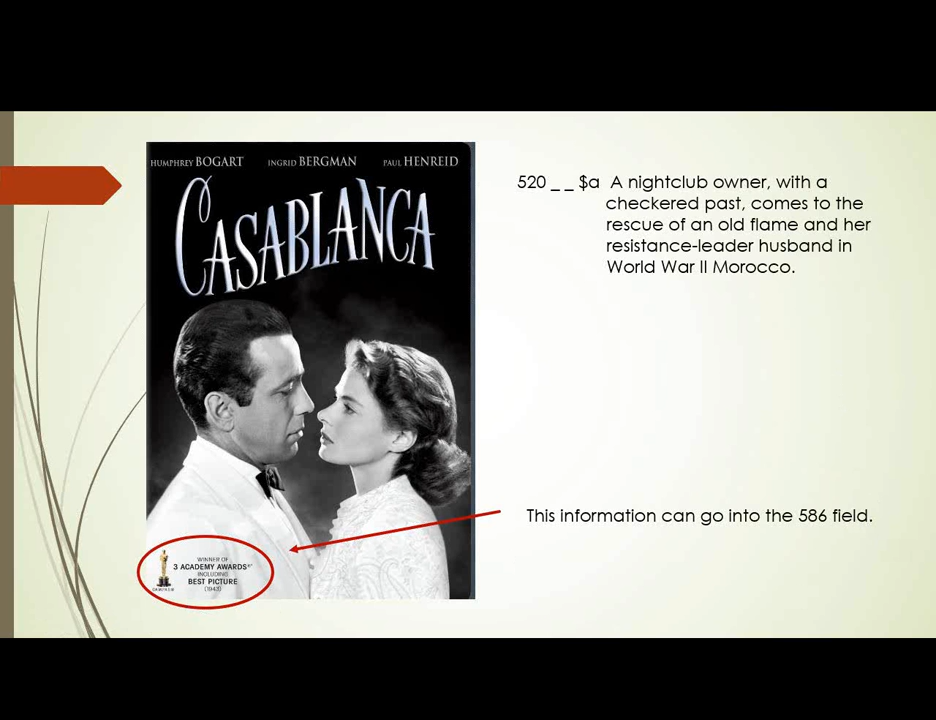 HUMPHREY BOGART INGRID BERGMAN PAUL HENREID
CASABLANCA
520 _ _ $a A nightclub owner, with a
checkered past, comes to the
rescue of an old flame and her
resistance-leader husband in
World War II Morocco.
This information can go into the 586 field.
WINNER OF
3 ACADEMY AWARDS®
INCLUDING
BEST PICTURE
(1943)